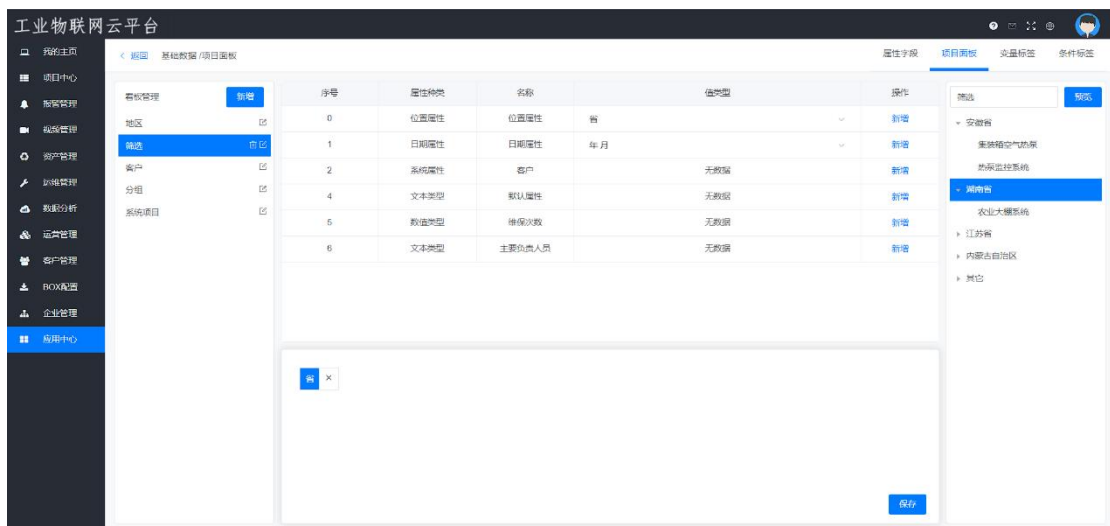 工业物联网云平台
我的主页
项目中心
报警管理
视频管理
资产管理
运维管理
数据分析
运营管理
客户管理
BOX配置
企业管理
应用中心
< 返回 基础数据 /项目面板
属性字段 项目面板 变量标签 条件标签
看板管理 新增
地区
筛选
客户
分组
系统项目
序号 属性种类 名称 值类型 操作
0 位置属性 位置属性 省 新增
1 日期属性 日期属性 年月 新增
2 系统属性 客户 无数据 新增
4 文本类型 默认属性 无数据 新增
5 数值类型 维保次数 无数据 新增
6 文本类型 主要负责人员 无数据 新增
省 ×
保存
筛选 预览
安徽省
集装箱空气热泵
热泵监控系统
湖南省
农业大棚系统
江苏省
内蒙古自治区
其它